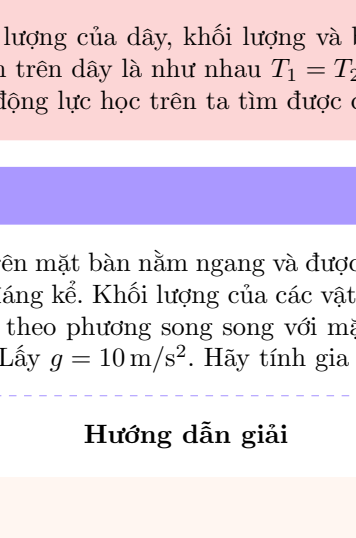 lượng của dây, khối lượng và
trên dây là như nhau T₁ = T₂
động lực học trên ta tìm được
trên mặt bàn nằm ngang và được
đáng kể. Khối lượng của các vật
theo phương song song với
Lấy g = 10 m/s². Hãy tính gia
Hướng dẫn giải